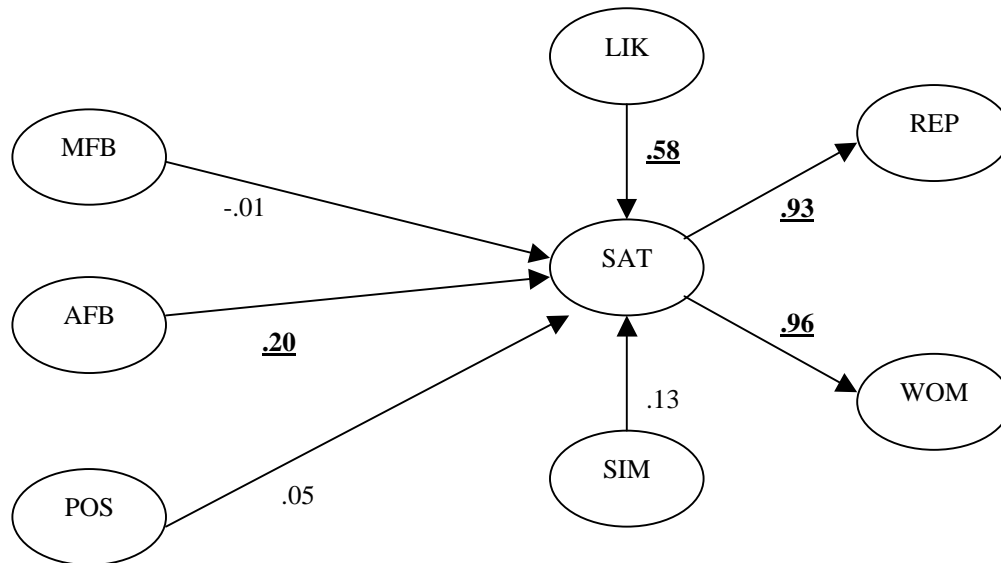 LIK
REP
MFB
.58
-.01
.93
SAT
AFB
.20
.96
WOM
.13
SIM
POS
.05